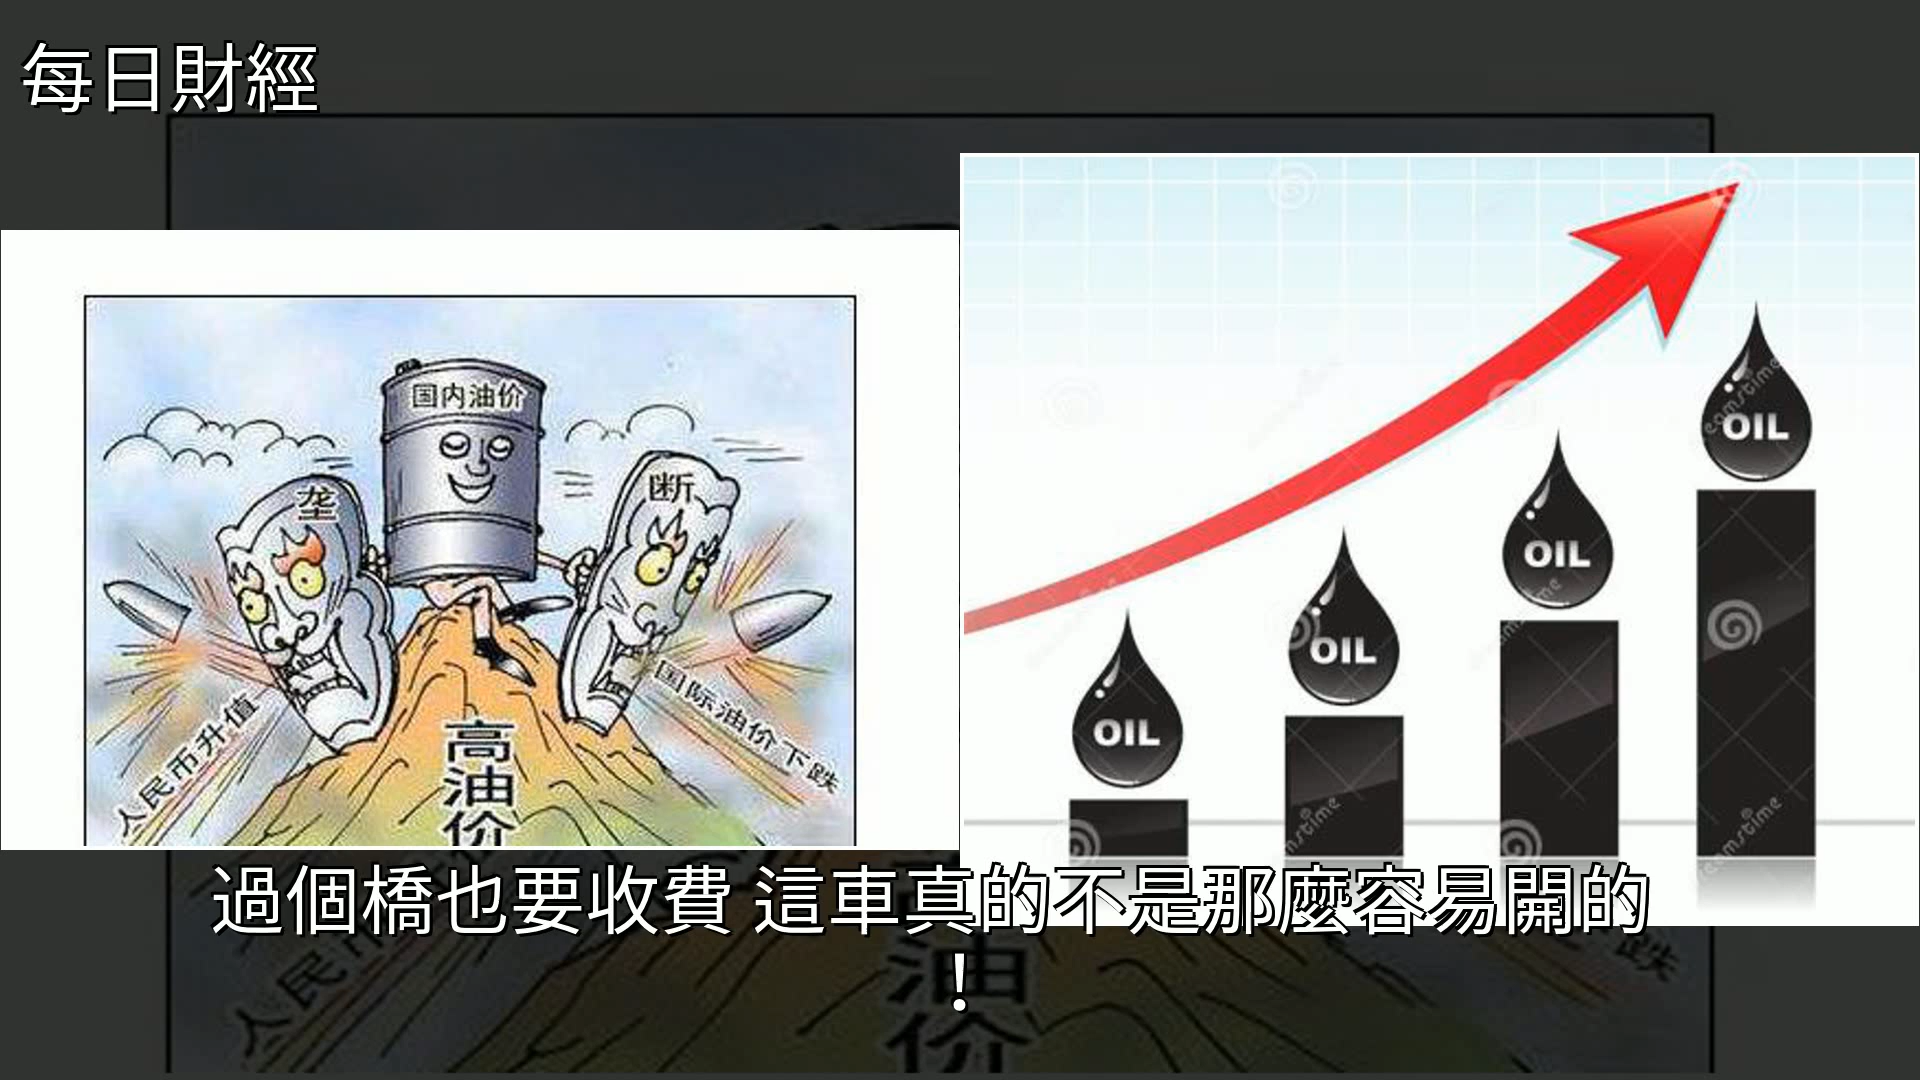 每日財經
国内油价
垄
断
人民币升值
国际油价下跌
高油价
OIL
OIL
OIL
OIL
過個橋也要收費 這車真的不是那麼容易開的
！